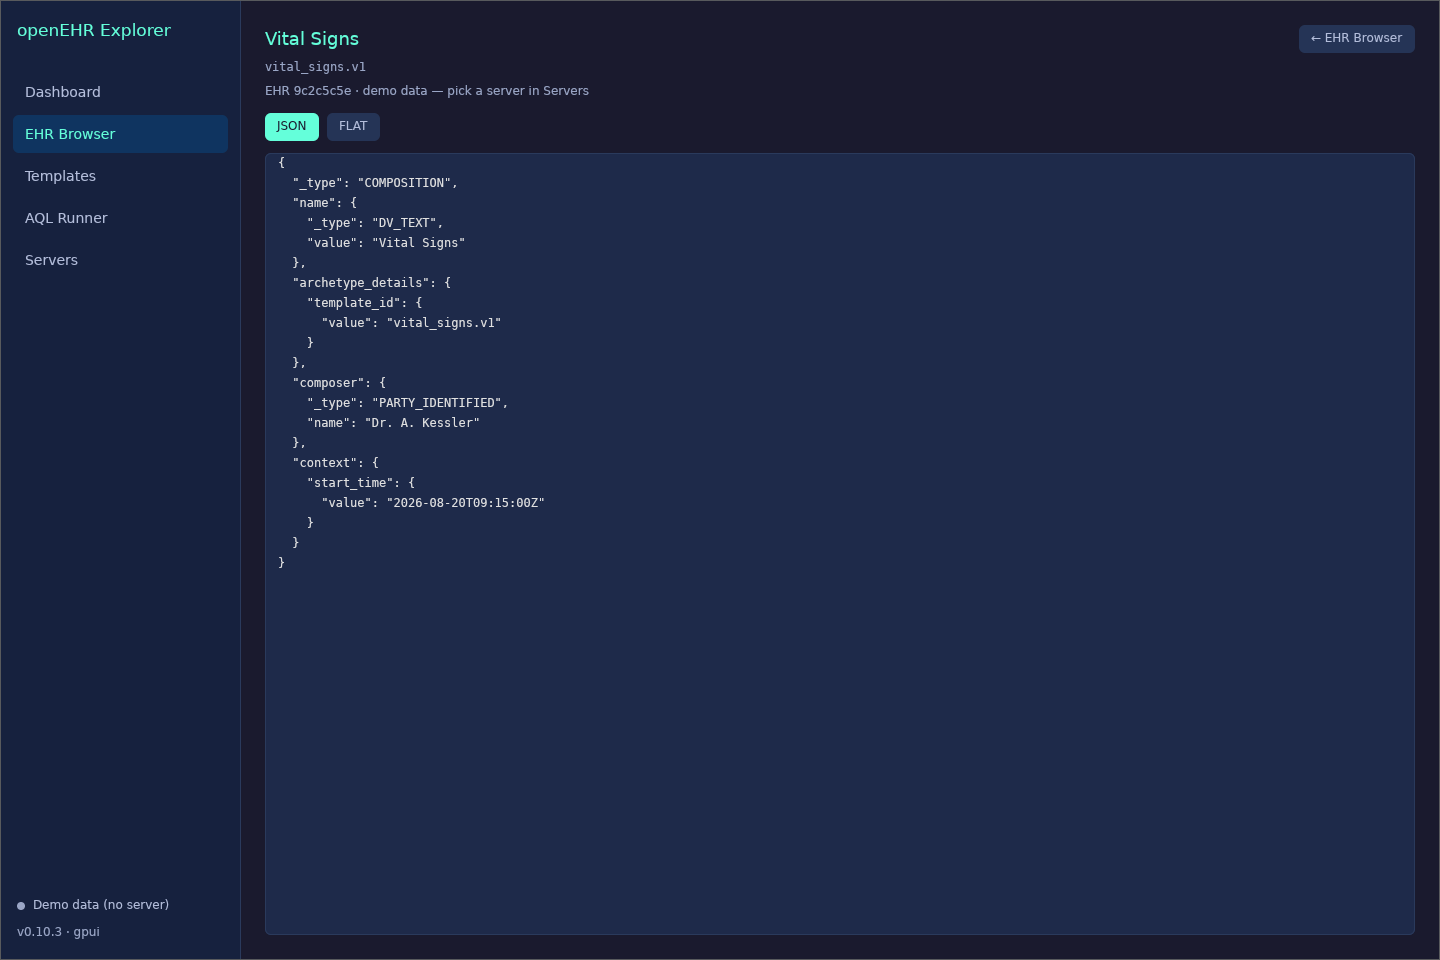 openEHR Explorer
Dashboard
EHR Browser
Templates
AQL Runner
Servers
Demo data (no server)
v0.10.3 · gpui
Vital Signs
← EHR Browser
vital_signs.v1
EHR 9c2c5c5e · demo data — pick a server in Servers
JSON FLAT
{
  "_type": "COMPOSITION",
  "name": {
    "_type": "DV_TEXT",
    "value": "Vital Signs"
  },
  "archetype_details": {
    "template_id": {
      "value": "vital_signs.v1"
    }
  },
  "composer": {
    "_type": "PARTY_IDENTIFIED",
    "name": "Dr. A. Kessler"
  },
  "context": {
    "start_time": {
      "value": "2026-08-20T09:15:00Z"
    }
  }
}